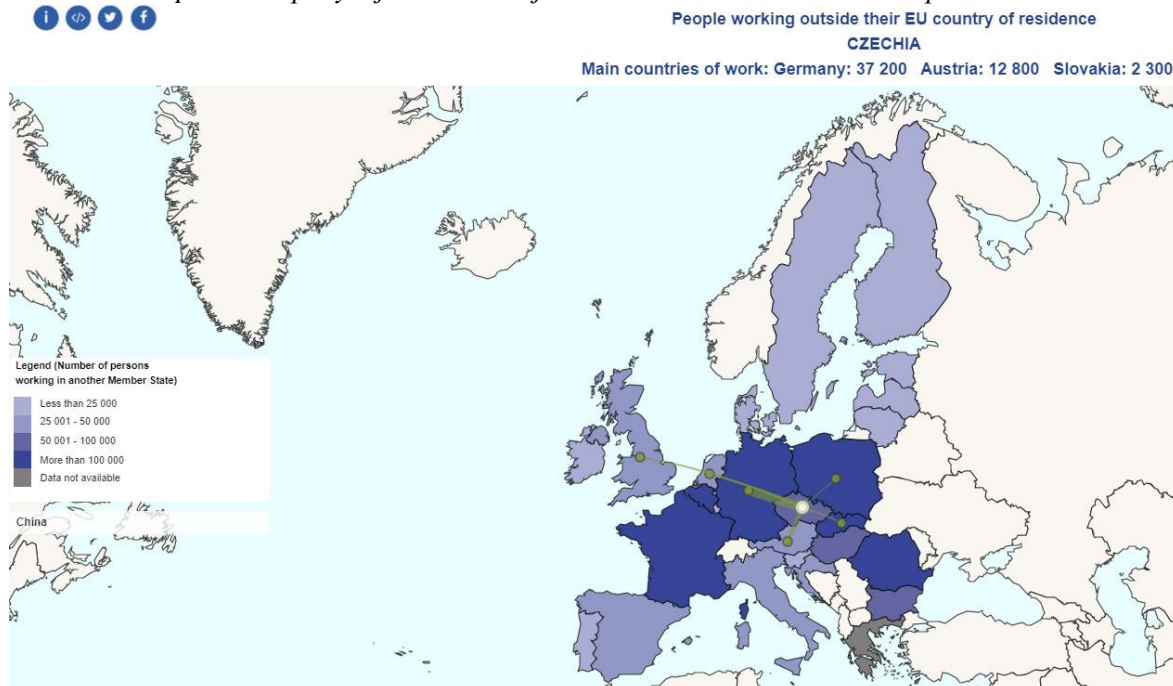 People working outside their EU country of residence
CZECHIA
Main countries of work: Germany: 37 200 Austria: 12 800 Slovakia: 2 300
Legend (Number of persons
working in another Member State)
Less than 25 000
25 001 - 50 000
50 001 - 100 000
More than 100 000
Data not available
China